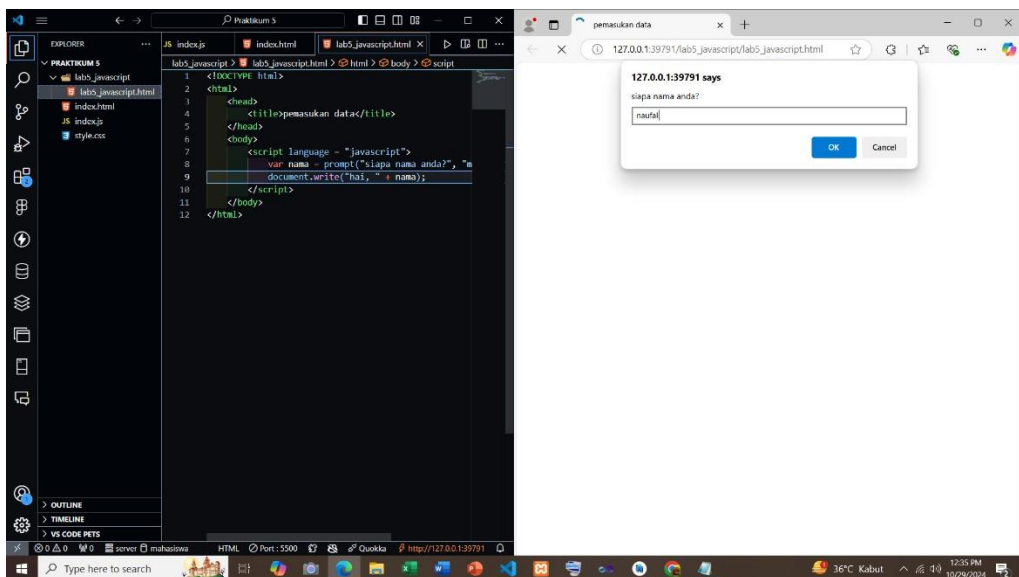 Praktikum 5
EXPLORER
PRAKTIKUM 5
lab5_javascript
lab5_javascript.html
index.html
JS index.js
style.css
OUTLINE
TIMELINE
VS CODE PETS
JS index.js
index.html
lab5_javascript.html
lab5_javascript > lab5_javascript.html > html > body > script
1 <!DOCTYPE html>
2 <html>
3 <head>
4 <title>pemasukan data</title>
5 </head>
6 <body>
7 <script language = "javascript">
8 var nama = prompt("siapa nama anda?", "m
9 document.write("hai, " + nama);
10 </script>
11 </body>
12 </html>
0 0 0 server mahasiswa HTML Port : 5500 Quokka http://127.0.0.1:39791
pemasukan data
127.0.0.1:39791/lab5_javascript/lab5_javascript.html
127.0.0.1:39791 says
siapa nama anda?
naufal
OK Cancel
Type here to search
36°C Kabut
12:35 PM
10/29/2024